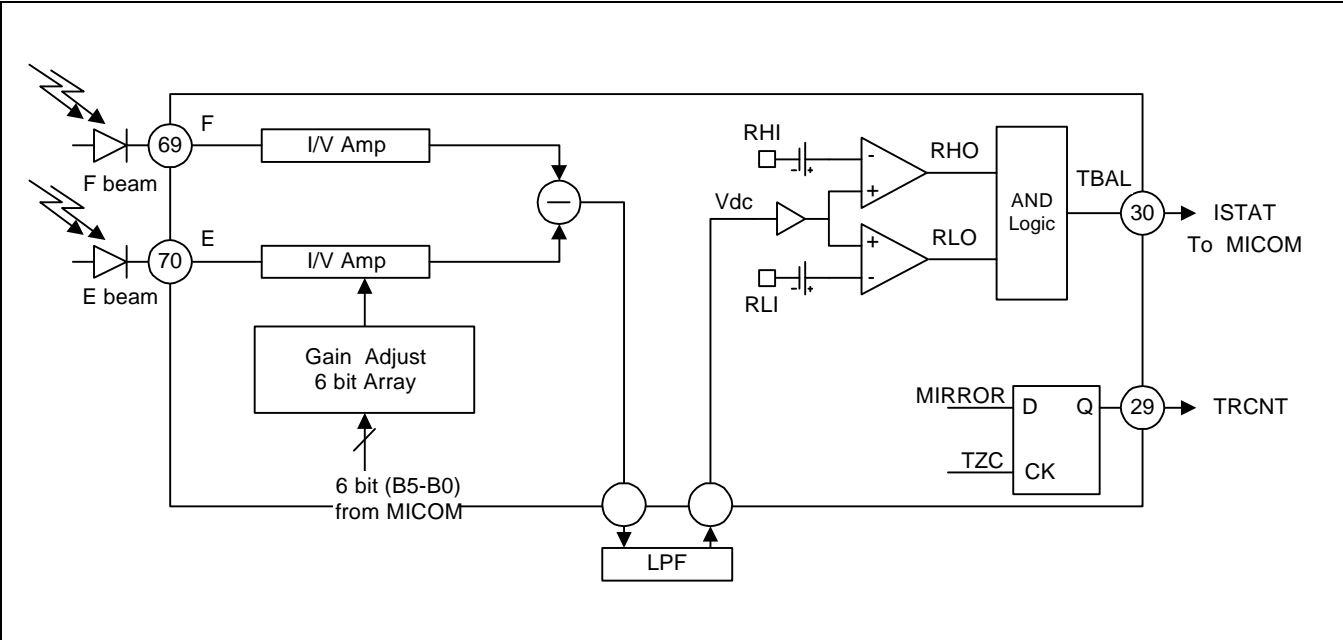 F
69
I/V Amp
F beam
E
70
I/V Amp
E beam
Gain Adjust
6 bit Array
6 bit (B5-B0)
from MICOM
LPF
RHI
- +
-
+
RHO
Vdc
+
-
RLO
- +
RLI
AND
Logic
TBAL
30
ISTAT
To MICOM
MIRROR
D
Q
29
TRCNT
TZC
CK